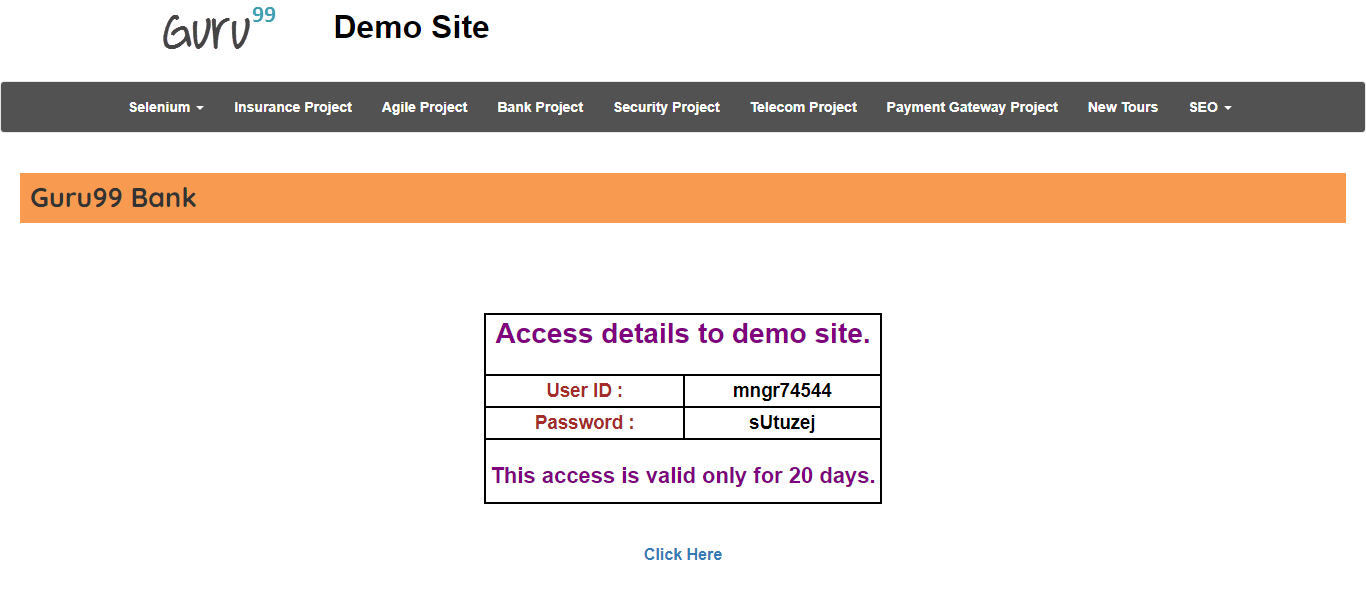 Guru99 Demo Site
Selenium Insurance Project Agile Project Bank Project Security Project Telecom Project Payment Gateway Project New Tours SEO
Guru99 Bank
Access details to demo site.
User ID : mngr74544
Password : sUtuzej
This access is valid only for 20 days.
Click Here